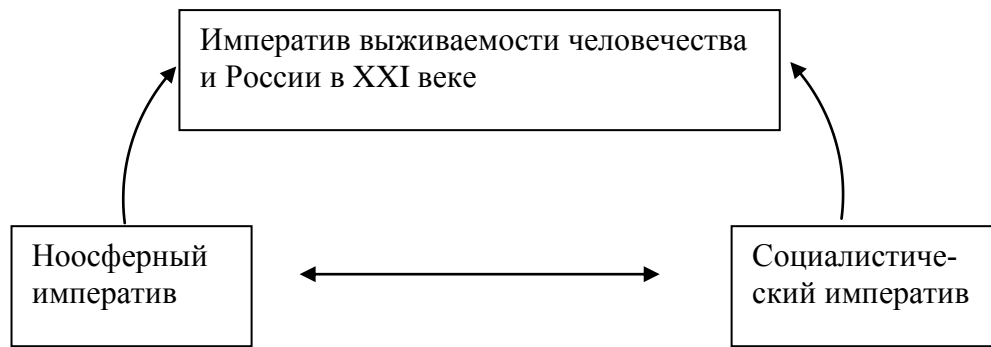 Императив выживаемости человечества
и России в XXI веке
Ноосферный
императив
Социалистиче-
ский императив